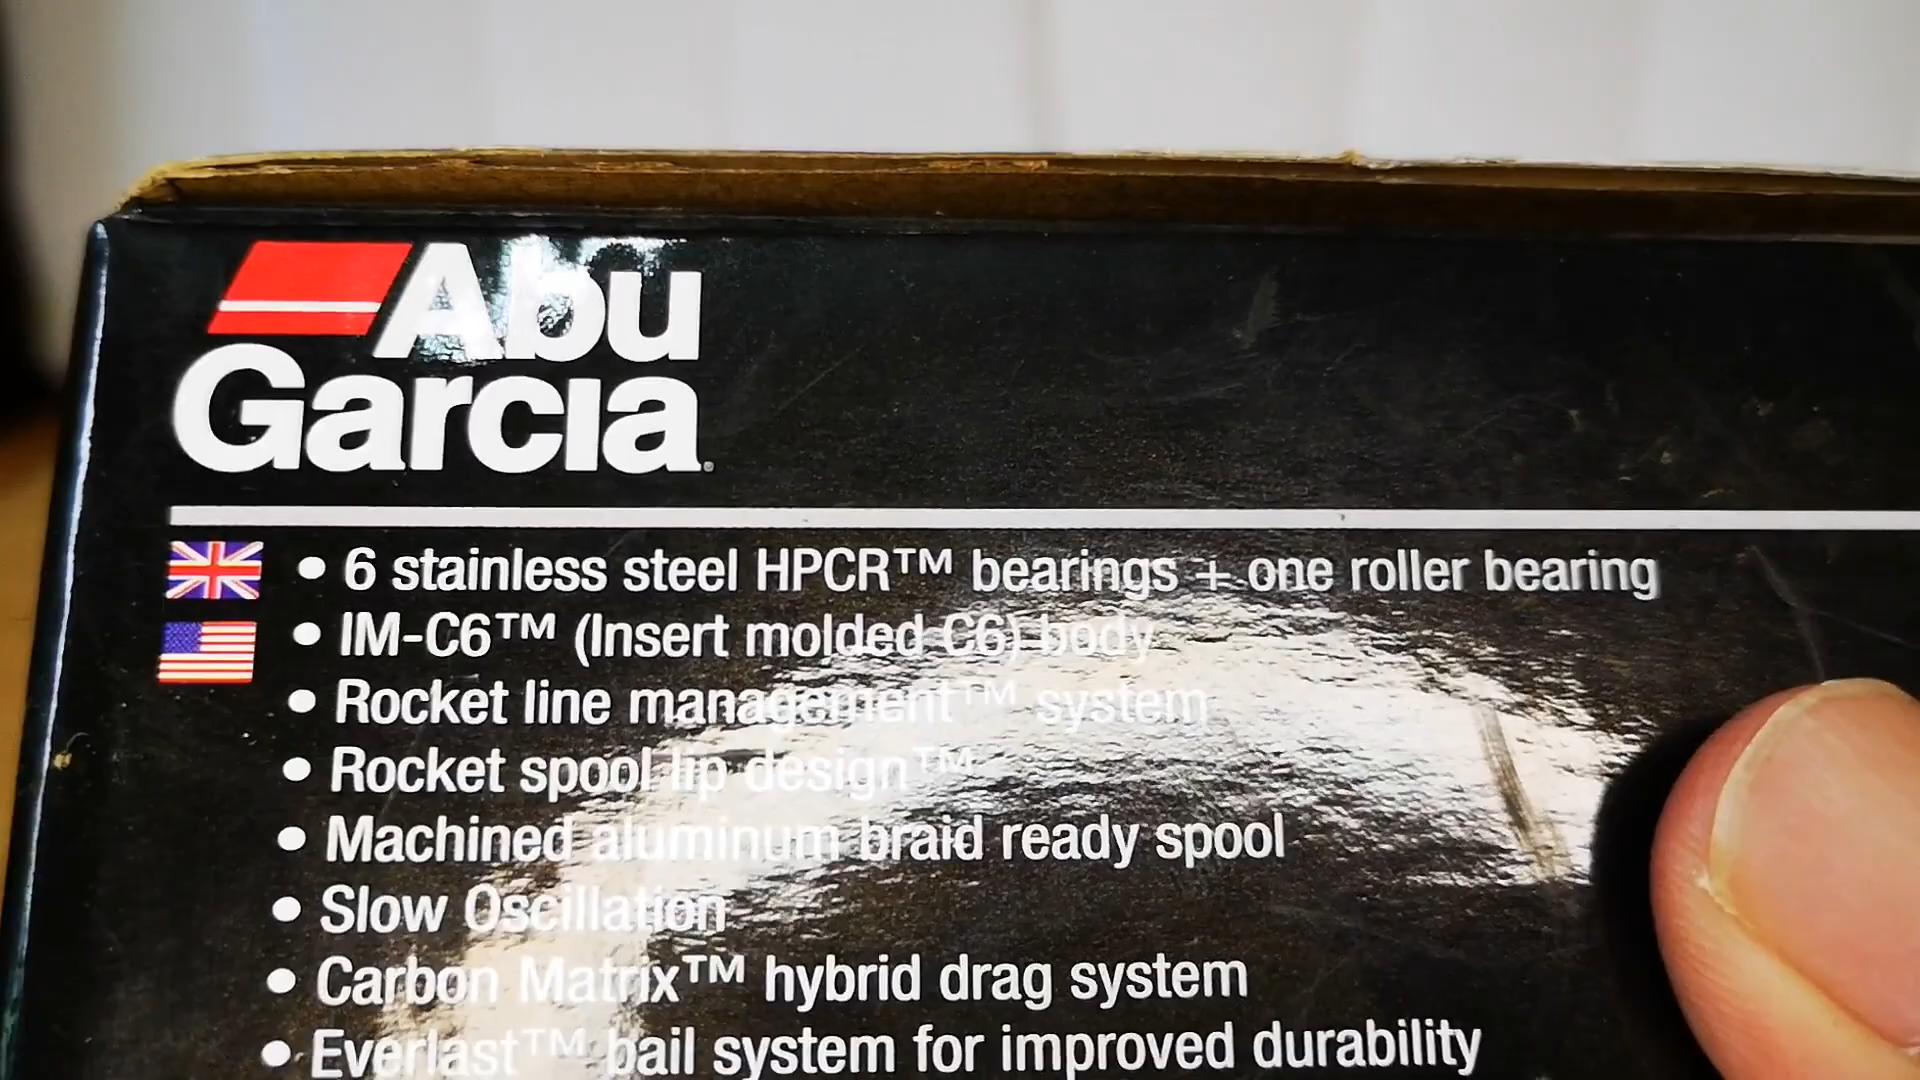 Abu
Garcia
• 6 stainless steel HPCR™ bearings + one roller bearing
• IM-C6™ (Insert molded C6) body
• Rocket line management™ system
• Rocket spool lip design™
• Machined aluminum braid ready spool
• Slow Oscillation
• Carbon Matrix™ hybrid drag system
• Everlast™ bail system for improved durability